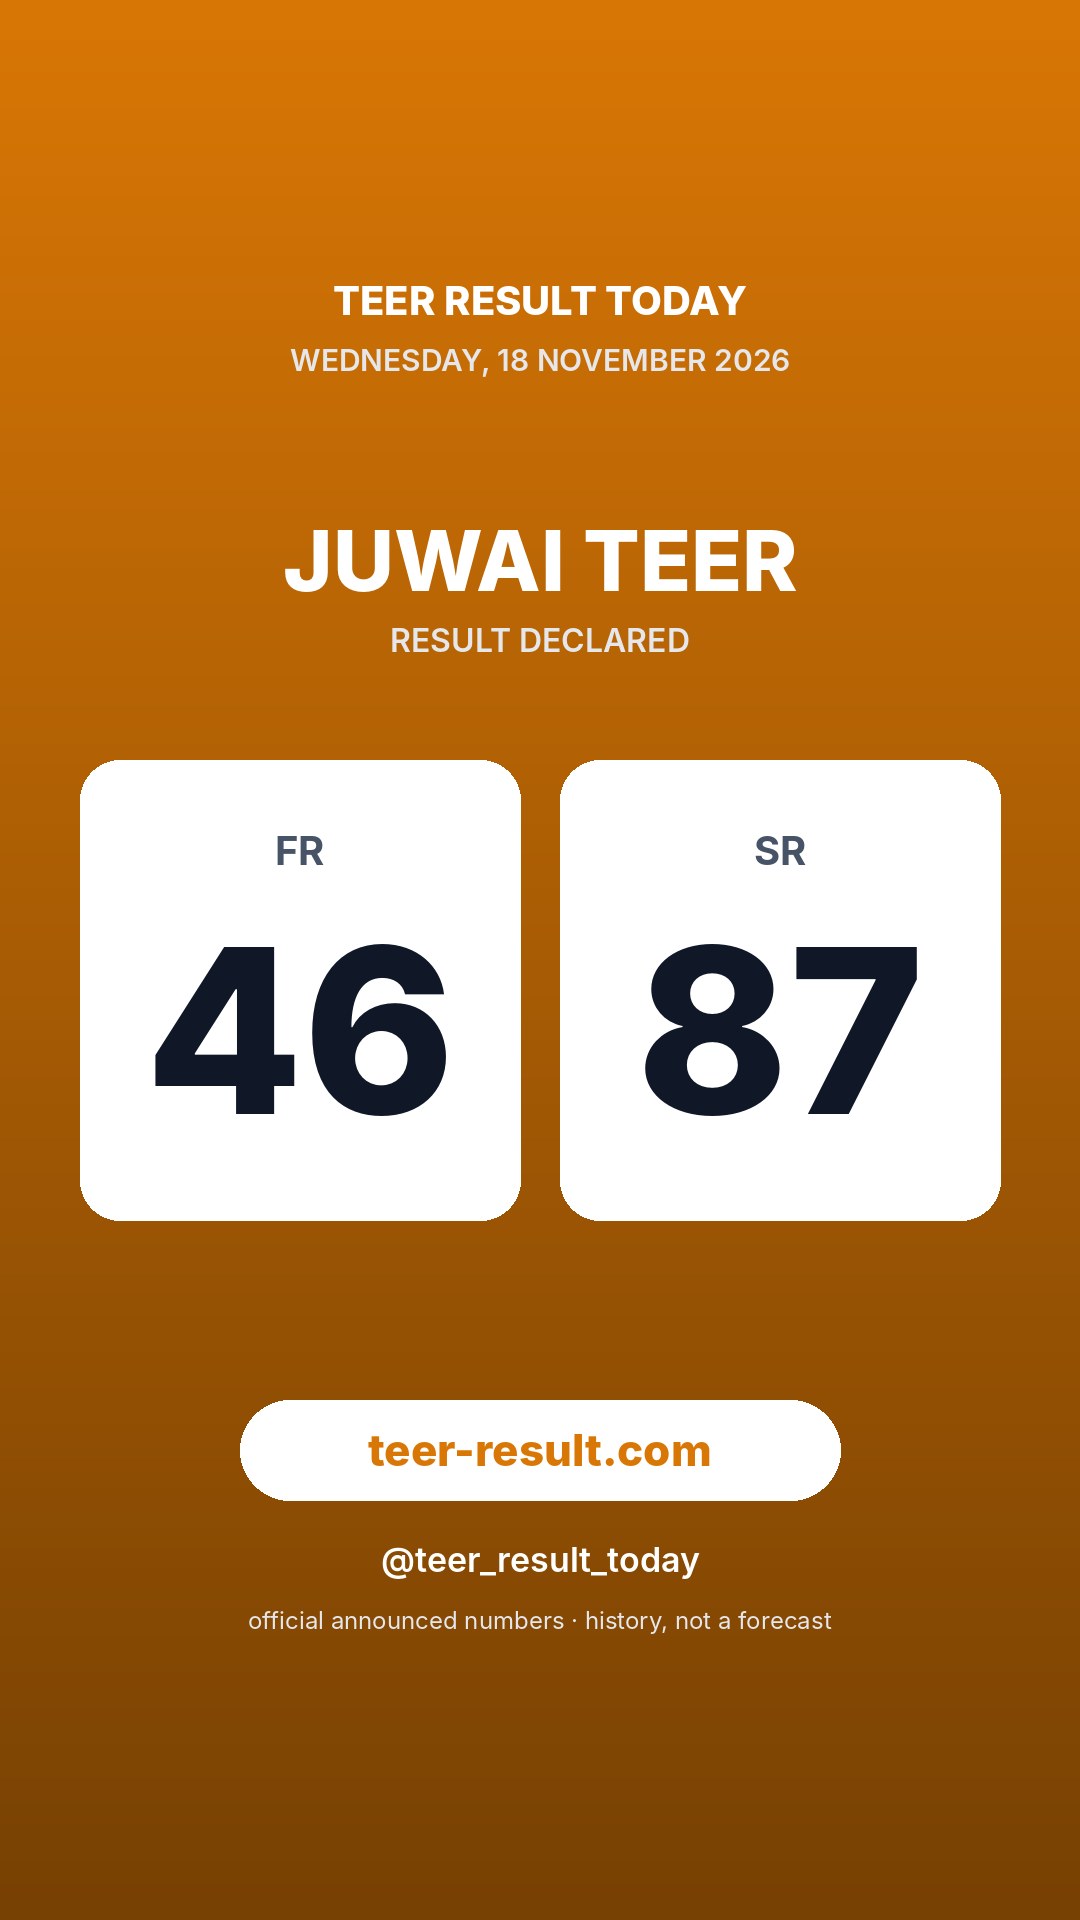 TEER RESULT TODAY
WEDNESDAY, 18 NOVEMBER 2026
JUWAI TEER
RESULT DECLARED
FR
46
SR
87
teer-result.com
@teer_result_today
official announced numbers · history, not a forecast